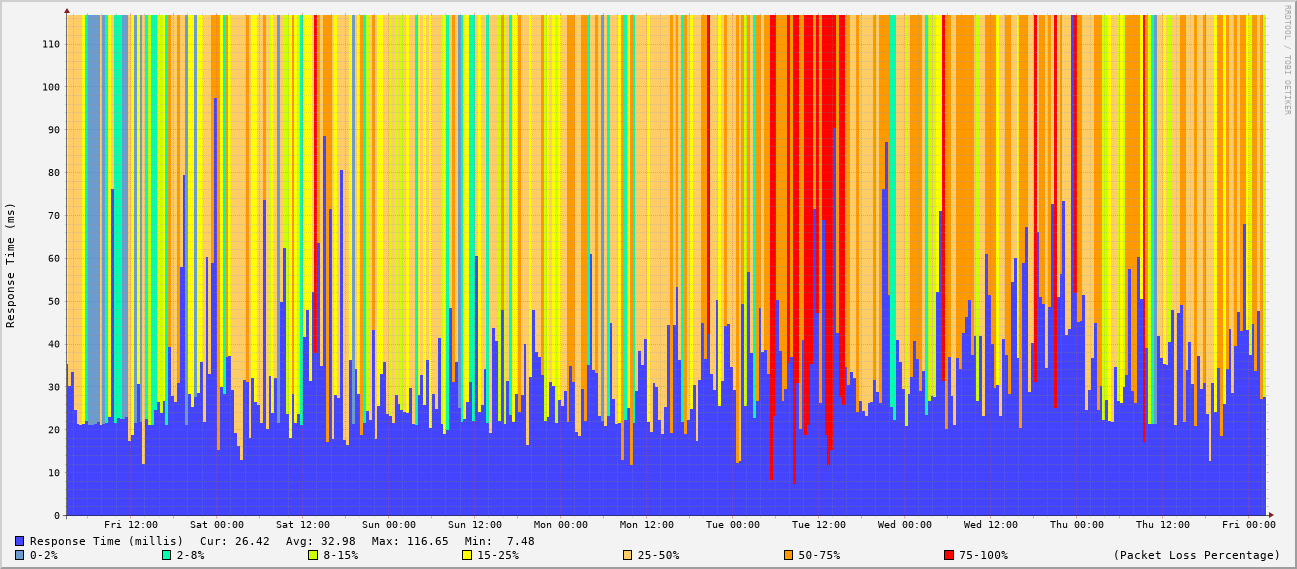 RRDTOOL / TOBI OETIKER
Response Time (ms)
110
100
90
80
70
60
50
40
30
20
10
0
Fri 12:00 Sat 00:00 Sat 12:00 Sun 00:00 Sun 12:00 Mon 00:00 Mon 12:00 Tue 00:00 Tue 12:00 Wed 00:00 Wed 12:00 Thu 00:00 Thu 12:00 Fri 00:00
Response Time (millis) Cur: 26.42 Avg: 32.98 Max: 116.65 Min: 7.48
0-2% 2-8% 8-15% 15-25% 25-50% 50-75% 75-100% (Packet Loss Percentage)